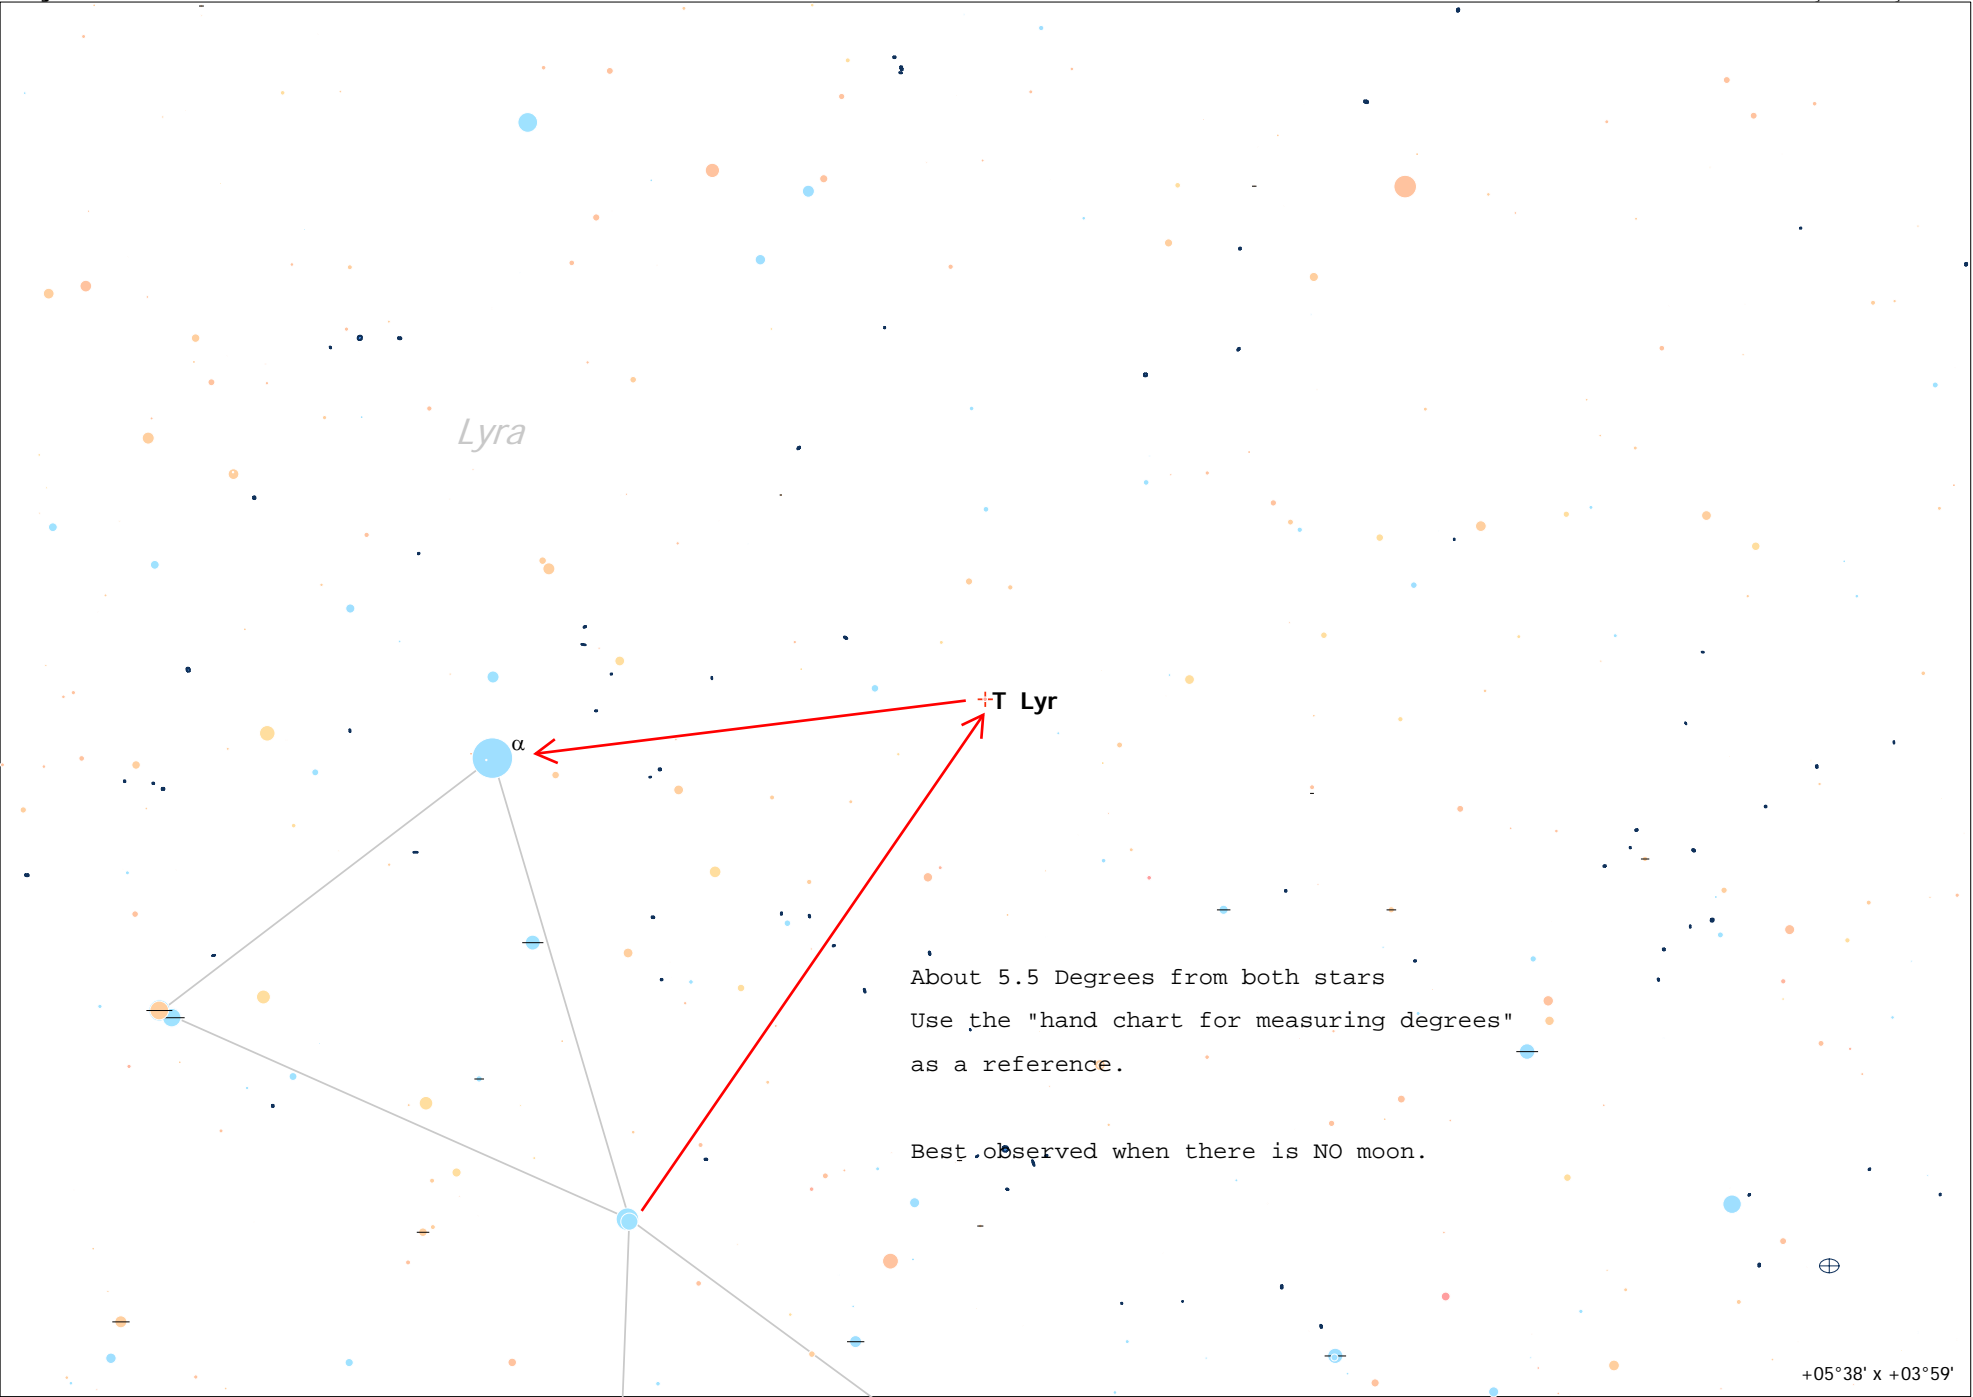 Lyra
T Lyr
α
About 5.5 Degrees from both stars
Use the "hand chart for measuring degrees"
as a reference.
Best observed when there is NO moon.
+05°38' x +03°59'